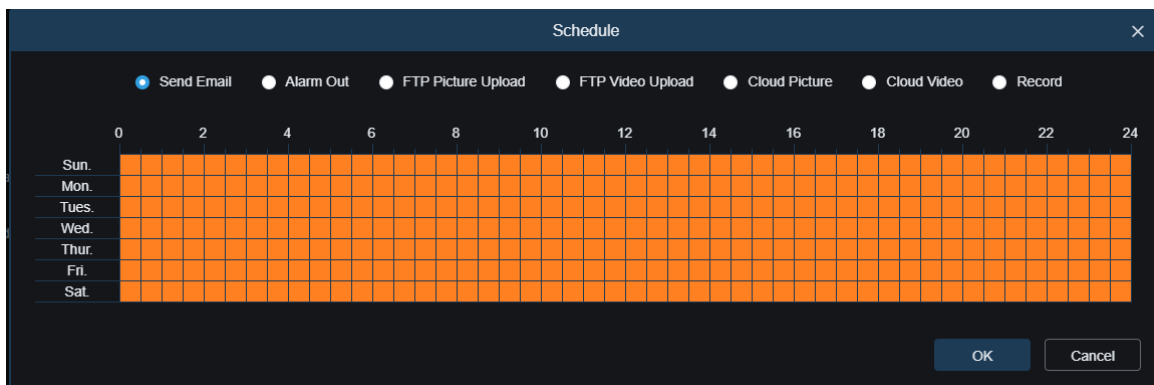 Schedule
Send Email Alarm Out FTP Picture Upload FTP Video Upload Cloud Picture Cloud Video Record
0 2 4 6 8 10 12 14 16 18 20 22 24
Sun.
Mon.
Tues.
Wed.
Thur.
Fri.
Sat.
OK Cancel